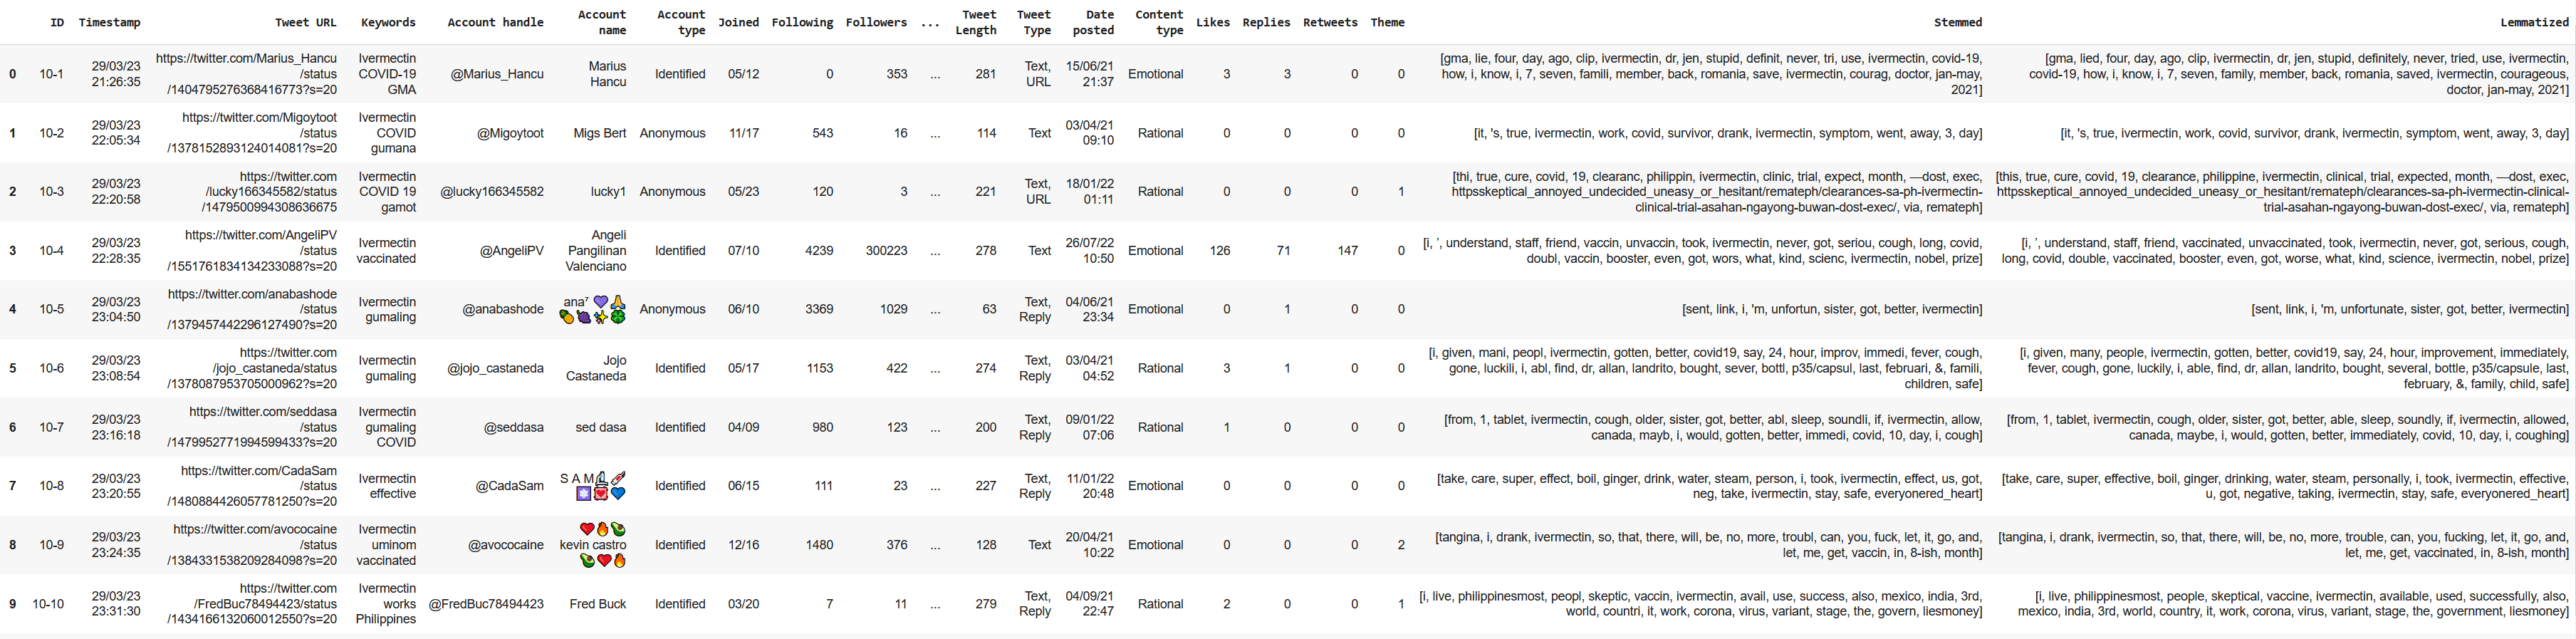 ID Timestamp Tweet URL Keywords Account handle Account name Account type Joined Following Followers ... Tweet Length Tweet Type Date posted Content type Likes Replies Retweets Theme Stemmed Lemmatized
0 10-1 29/03/23 21:26:35 https://twitter.com/Marius_Hancu /status /1404795276368416773?s=20 Ivermectin COVID-19 GMA @Marius_Hancu Marius Hancu Identified 05/12 0 353 ... 281 Text, URL 15/06/21 21:37 Emotional 3 3 0 0 [gma, lie, four, day, ago, clip, ivermectin, dr, jen, stupid, definit, never, tri, use, ivermectin, covid-19, how, i, know, i, 7, seven, famili, member, back, romania, save, ivermectin, courag, doctor, jan-may, 2021] [gma, lied, four, day, ago, clip, ivermectin, dr, jen, stupid, definitely, never, tried, use, ivermectin, covid-19, how, i, know, i, 7, seven, family, member, back, romania, saved, ivermectin, courageous, doctor, jan-may, 2021]
1 10-2 29/03/23 22:05:34 https://twitter.com/Migoytoot /status /1378152893124014081?s=20 Ivermectin COVID gumana @Migoytoot Migs Bert Anonymous 11/17 543 16 ... 114 Text 03/04/21 09:10 Rational 0 0 0 0 [it, 's, true, ivermectin, work, covid, survivor, drank, ivermectin, symptom, went, away, 3, day] [it, 's, true, ivermectin, work, covid, survivor, drank, ivermectin, symptom, went, away, 3, day]
2 10-3 29/03/23 22:20:58 https://twitter.com /lucky166345582/status /1479500994308636675 Ivermectin COVID 19 gamot @lucky166345582 lucky1 Anonymous 05/23 120 3 ... 221 Text, URL 18/01/22 01:11 Rational 0 0 0 1 [thi, true, cure, covid, 19, clearanc, philippin, ivermectin, clinic, trial, expect, month, —dost, exec, httpsskeptical_annoyed_undecided_uneasy_or_hesitant/remateph/clearances-sa-ph-ivermectin-clinical-trial-asahan-ngayong-buwan-dost-exec/, via, remateph] [this, true, cure, covid, 19, clearance, philippine, ivermectin, clinical, trial, expected, month, —dost, exec, httpsskeptical_annoyed_undecided_uneasy_or_hesitant/remateph/clearances-sa-ph-ivermectin-clinical-trial-asahan-ngayong-buwan-dost-exec/, via, remateph]
3 10-4 29/03/23 22:28:35 https://twitter.com/AngeliPV /status /1551761834134233088?s=20 Ivermectin vaccinated @AngeliPV Angeli Pangilinan Valenciano Identified 07/10 4239 300223 ... 278 Text 26/07/22 10:50 Emotional 126 71 147 0 [i, ’, understand, staff, friend, vaccin, unvaccin, took, ivermectin, never, got, seriou, cough, long, covid, doubl, vaccin, booster, even, got, wors, what, kind, scienc, ivermectin, nobel, prize] [i, ’, understand, staff, friend, vaccinated, unvaccinated, took, ivermectin, never, got, serious, cough, long, covid, double, vaccinated, booster, even, got, worse, what, kind, science, ivermectin, nobel, prize]
4 10-5 29/03/23 23:04:50 https://twitter.com/anabashode /status /1379457442296127490?s=20 Ivermectin gumaling @anabashode ana⁷ 💜🙏🍍🍇✨🍀 Anonymous 06/10 3369 1029 ... 63 Text, Reply 04/06/21 23:34 Emotional 0 1 0 0 [sent, link, i, 'm, unfortun, sister, got, better, ivermectin] [sent, link, i, 'm, unfortunate, sister, got, better, ivermectin]
5 10-6 29/03/23 23:08:54 https://twitter.com /jojo_castaneda/status /1378087953705000962?s=20 Ivermectin gumaling @jojo_castaneda Jojo Castaneda Identified 05/17 1153 422 ... 274 Text, Reply 03/04/21 04:52 Rational 3 1 0 0 [i, given, mani, peopl, ivermectin, gotten, better, covid19, say, 24, hour, improv, immedi, fever, cough, gone, luckili, i, abl, find, dr, allan, landrito, bought, sever, bottl, p35/capsul, last, februari, &, famili, children, safe] [i, given, many, people, ivermectin, gotten, better, covid19, say, 24, hour, improvement, immediately, fever, cough, gone, luckily, i, able, find, dr, allan, landrito, bought, several, bottle, p35/capsule, last, february, &, family, child, safe]
6 10-7 29/03/23 23:16:18 https://twitter.com/seddasa /status /1479952771994599433?s=20 Ivermectin gumaling COVID @seddasa sed dasa Identified 04/09 980 123 ... 200 Text, Reply 09/01/22 07:06 Rational 1 0 0 0 [from, 1, tablet, ivermectin, cough, older, sister, got, better, abl, sleep, soundli, if, ivermectin, allow, canada, mayb, i, would, gotten, better, immedi, covid, 10, day, i, cough] [from, 1, tablet, ivermectin, cough, older, sister, got, better, able, sleep, soundly, if, ivermectin, allowed, canada, maybe, i, would, gotten, better, immediately, covid, 10, day, i, coughing]
7 10-8 29/03/23 23:20:55 https://twitter.com/CadaSam /status /1480884426057781250?s=20 Ivermectin effective @CadaSam S A M Identified 06/15 111 23 ... 227 Text, Reply 11/01/22 20:48 Emotional 0 0 0 0 [take, care, super, effect, boil, ginger, drink, water, steam, person, i, took, ivermectin, effect, us, got, neg, take, ivermectin, stay, safe, everyonered_heart] [take, care, super, effective, boil, ginger, drinking, water, steam, personally, i, took, ivermectin, effective, u, got, negative, taking, ivermectin, stay, safe, everyonered_heart]
8 10-9 29/03/23 23:24:35 https://twitter.com/avococaine /status /1384331538209284098?s=20 Ivermectin uminom vaccinated @avococaine ❤️🔥🥑 kevin castro 🥑❤️🔥 Identified 12/16 1480 376 ... 128 Text 20/04/21 10:22 Emotional 0 0 0 2 [tangina, i, drank, ivermectin, so, that, there, will, be, no, more, troubl, can, you, fuck, let, it, go, and, let, me, get, vaccin, in, 8-ish, month] [tangina, i, drank, ivermectin, so, that, there, will, be, no, more, trouble, can, you, fucking, let, it, go, and, let, me, get, vaccinated, in, 8-ish, month]
9 10-10 29/03/23 23:31:30 https://twitter.com /FredBuc78494423/status /1434166132060012550?s=20 Ivermectin works Philippines @FredBuc78494423 Fred Buck Identified 03/20 7 11 ... 279 Text, Reply 04/09/21 22:47 Rational 2 0 0 1 [i, live, philippinesmost, peopl, skeptic, vaccin, ivermectin, avail, use, success, also, mexico, india, 3rd, world, countri, it, work, corona, virus, variant, stage, the, govern, liesmoney] [i, live, philippinesmost, people, skeptical, vaccine, ivermectin, available, used, successfully, also, mexico, india, 3rd, world, country, it, work, corona, virus, variant, stage, the, government, liesmoney]